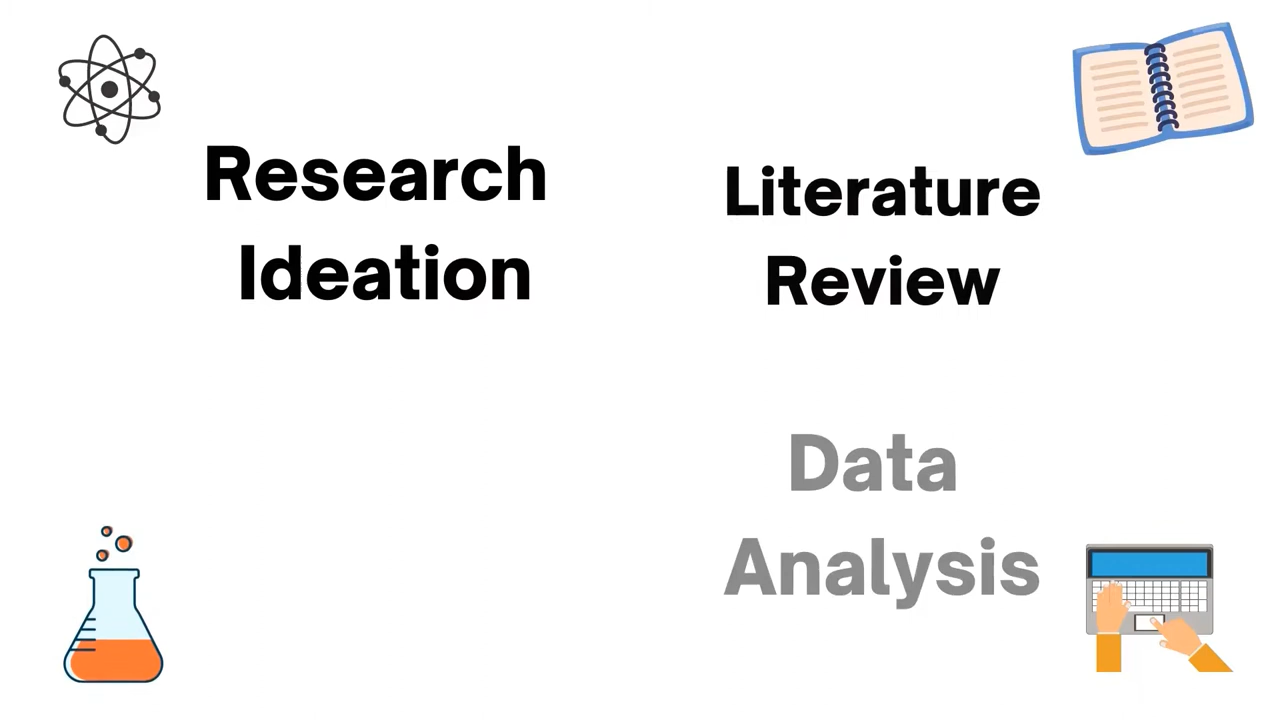 Research
Ideation
Literature
Review
Data
Analysis